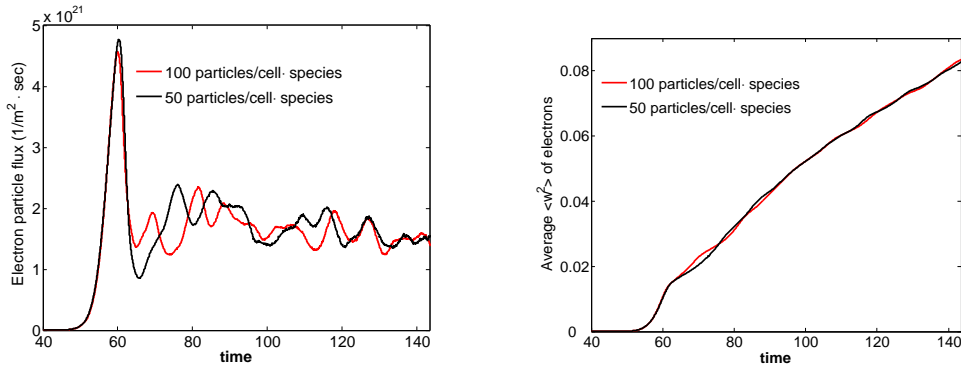 5 x 10^21
4
3
2
1
0
Electron particle flux (1/m^2 · sec)
100 particles/cell· species
50 particles/cell· species
40 60 80 100 120 140
time
0.08
0.06
0.04
0.02
0
Average <w^2> of electrons
100 particles/cell· species
50 particles/cell· species
40 60 80 100 120 140
time